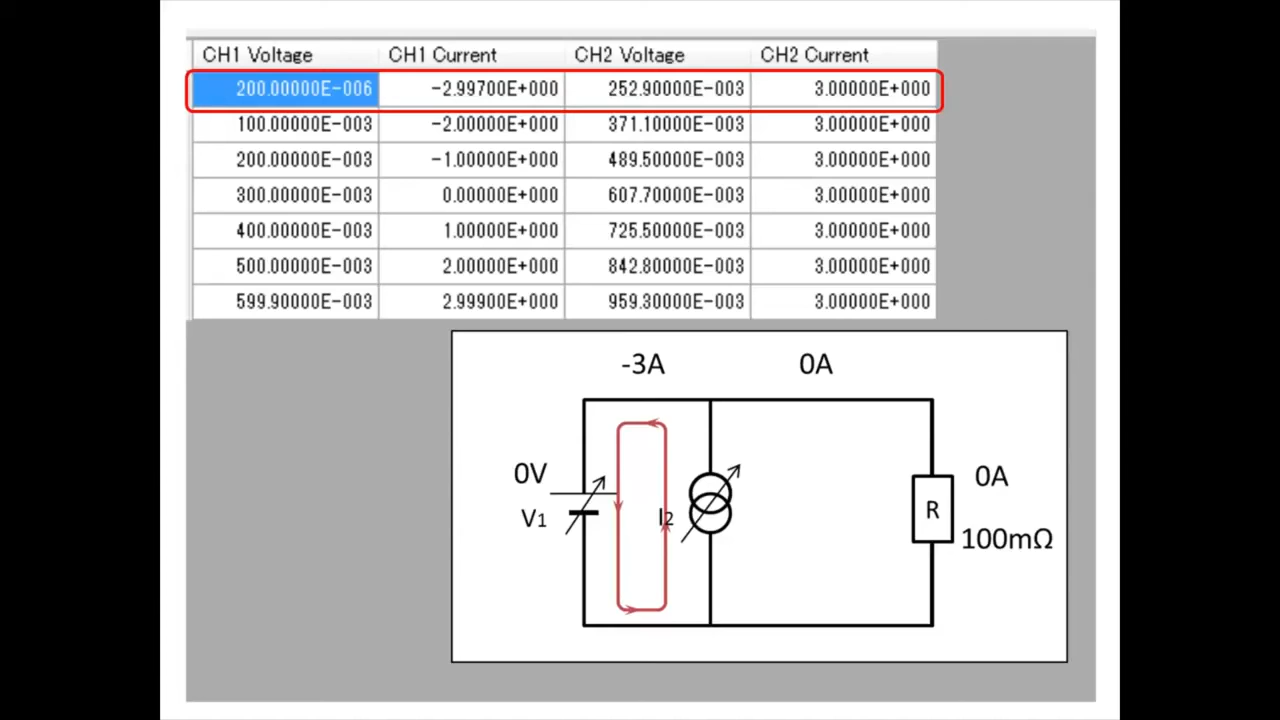 CH1 Voltage CH1 Current CH2 Voltage CH2 Current
200.00000E-006 -2.99700E+000 252.90000E-003 3.00000E+000
100.00000E-003 -2.00000E+000 371.10000E-003 3.00000E+000
200.00000E-003 -1.00000E+000 489.50000E-003 3.00000E+000
300.00000E-003 0.00000E+000 607.70000E-003 3.00000E+000
400.00000E-003 1.00000E+000 725.50000E-003 3.00000E+000
500.00000E-003 2.00000E+000 842.80000E-003 3.00000E+000
599.90000E-003 2.99900E+000 959.30000E-003 3.00000E+000
-3A 0A
0V 0A
V1 I2 R
100mΩ